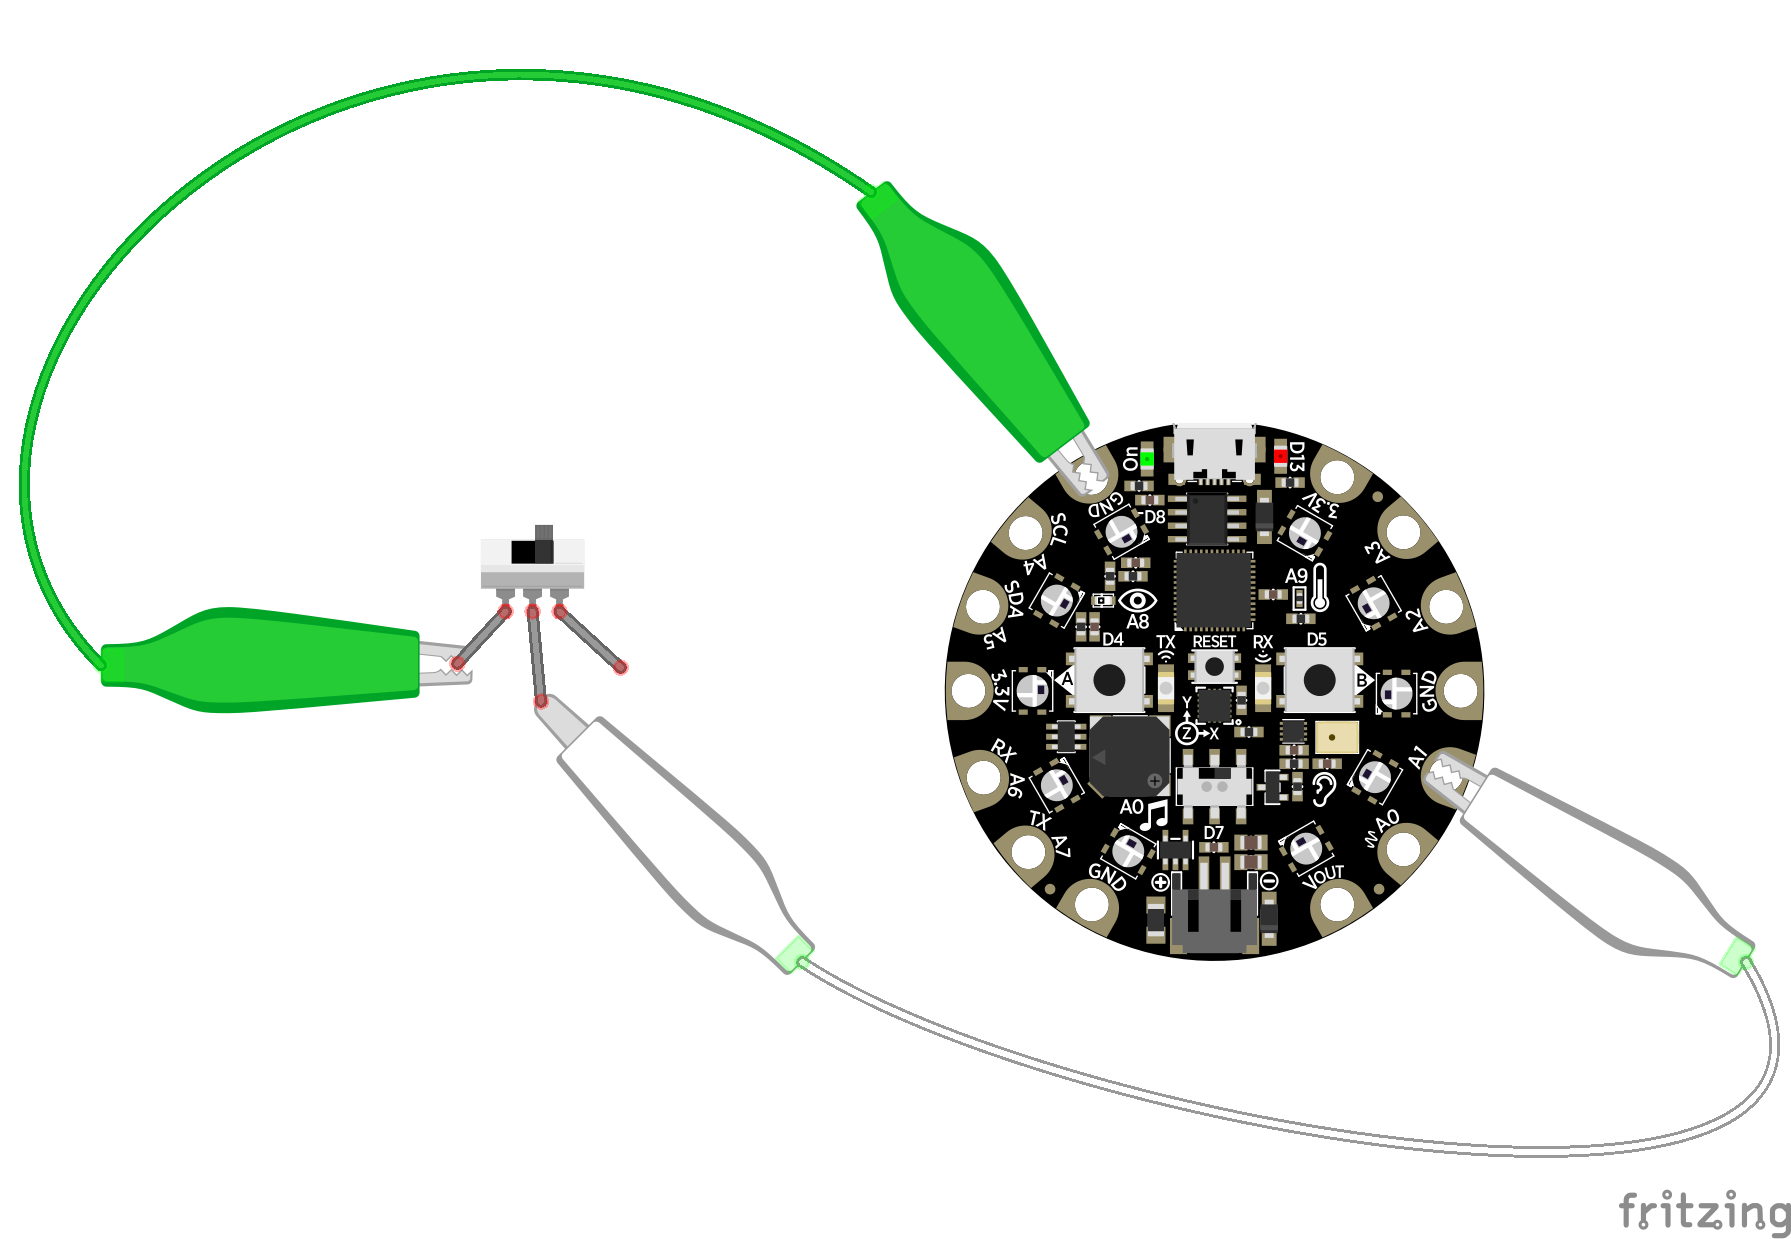 On
D13
GND
D8
3.3V
SCL
A4
A3
SDA
A5
A9
A8
A2
D4
TX
RESET
RX
D5
A
B
3.3V
GND
Y
Z
X
RX
A6
A1
TX
A7
A0
A0
D7
GND
VOUT
fritzing